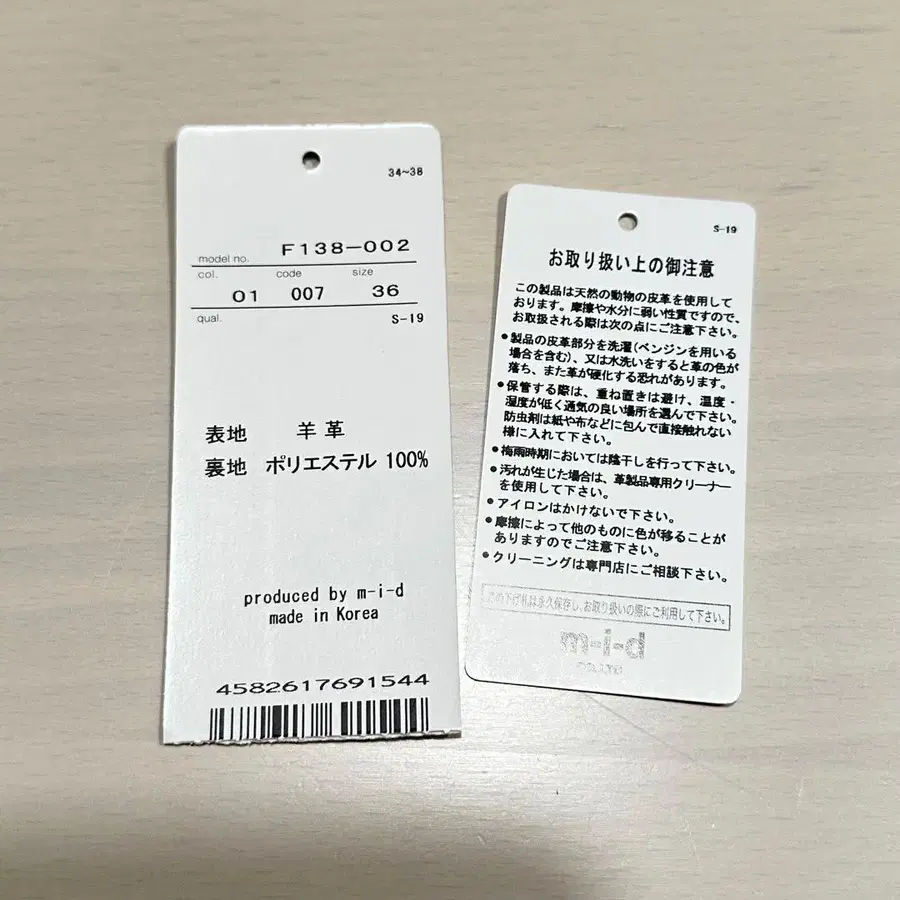 34~38
model no. F138-002
col. code size
01 007 36
qual. S-19
表地 羊革
裏地 ポリエステル 100%
produced by m-i-d
made in Korea
4582617691544
S-19
お取り扱い上の御注意
この製品は天然の動物の皮革を使用して
おります。摩擦や水分に弱い性質ですので、
お取扱される際は次の点にご注意下さい。
●製品の皮革部分を洗濯(ベンジンを用いる
場合を含む)、又は水洗いをすると革の色が
落ち、また革が硬化する恐れがあります。
●保管する際は、重ね置きは避け、温度・
湿度が低く通気の良い場所を選んで下さい。
防虫剤は紙や布などに包んで直接触れない
様に入れて下さい。
●梅雨時期においては陰干しを行って下さい。
●汚れが生じた場合は、革製品専用クリーナー
を使用して下さい。
●アイロンはかけないで下さい。
●摩擦によって他のものに色が移ることが
ありますのでご注意下さい。
●クリーニングは専門店にご相談下さい。
この下げ札は永久保存し、お取り扱いの際にご利用して下さい。
m-i-d
CO.,LTD